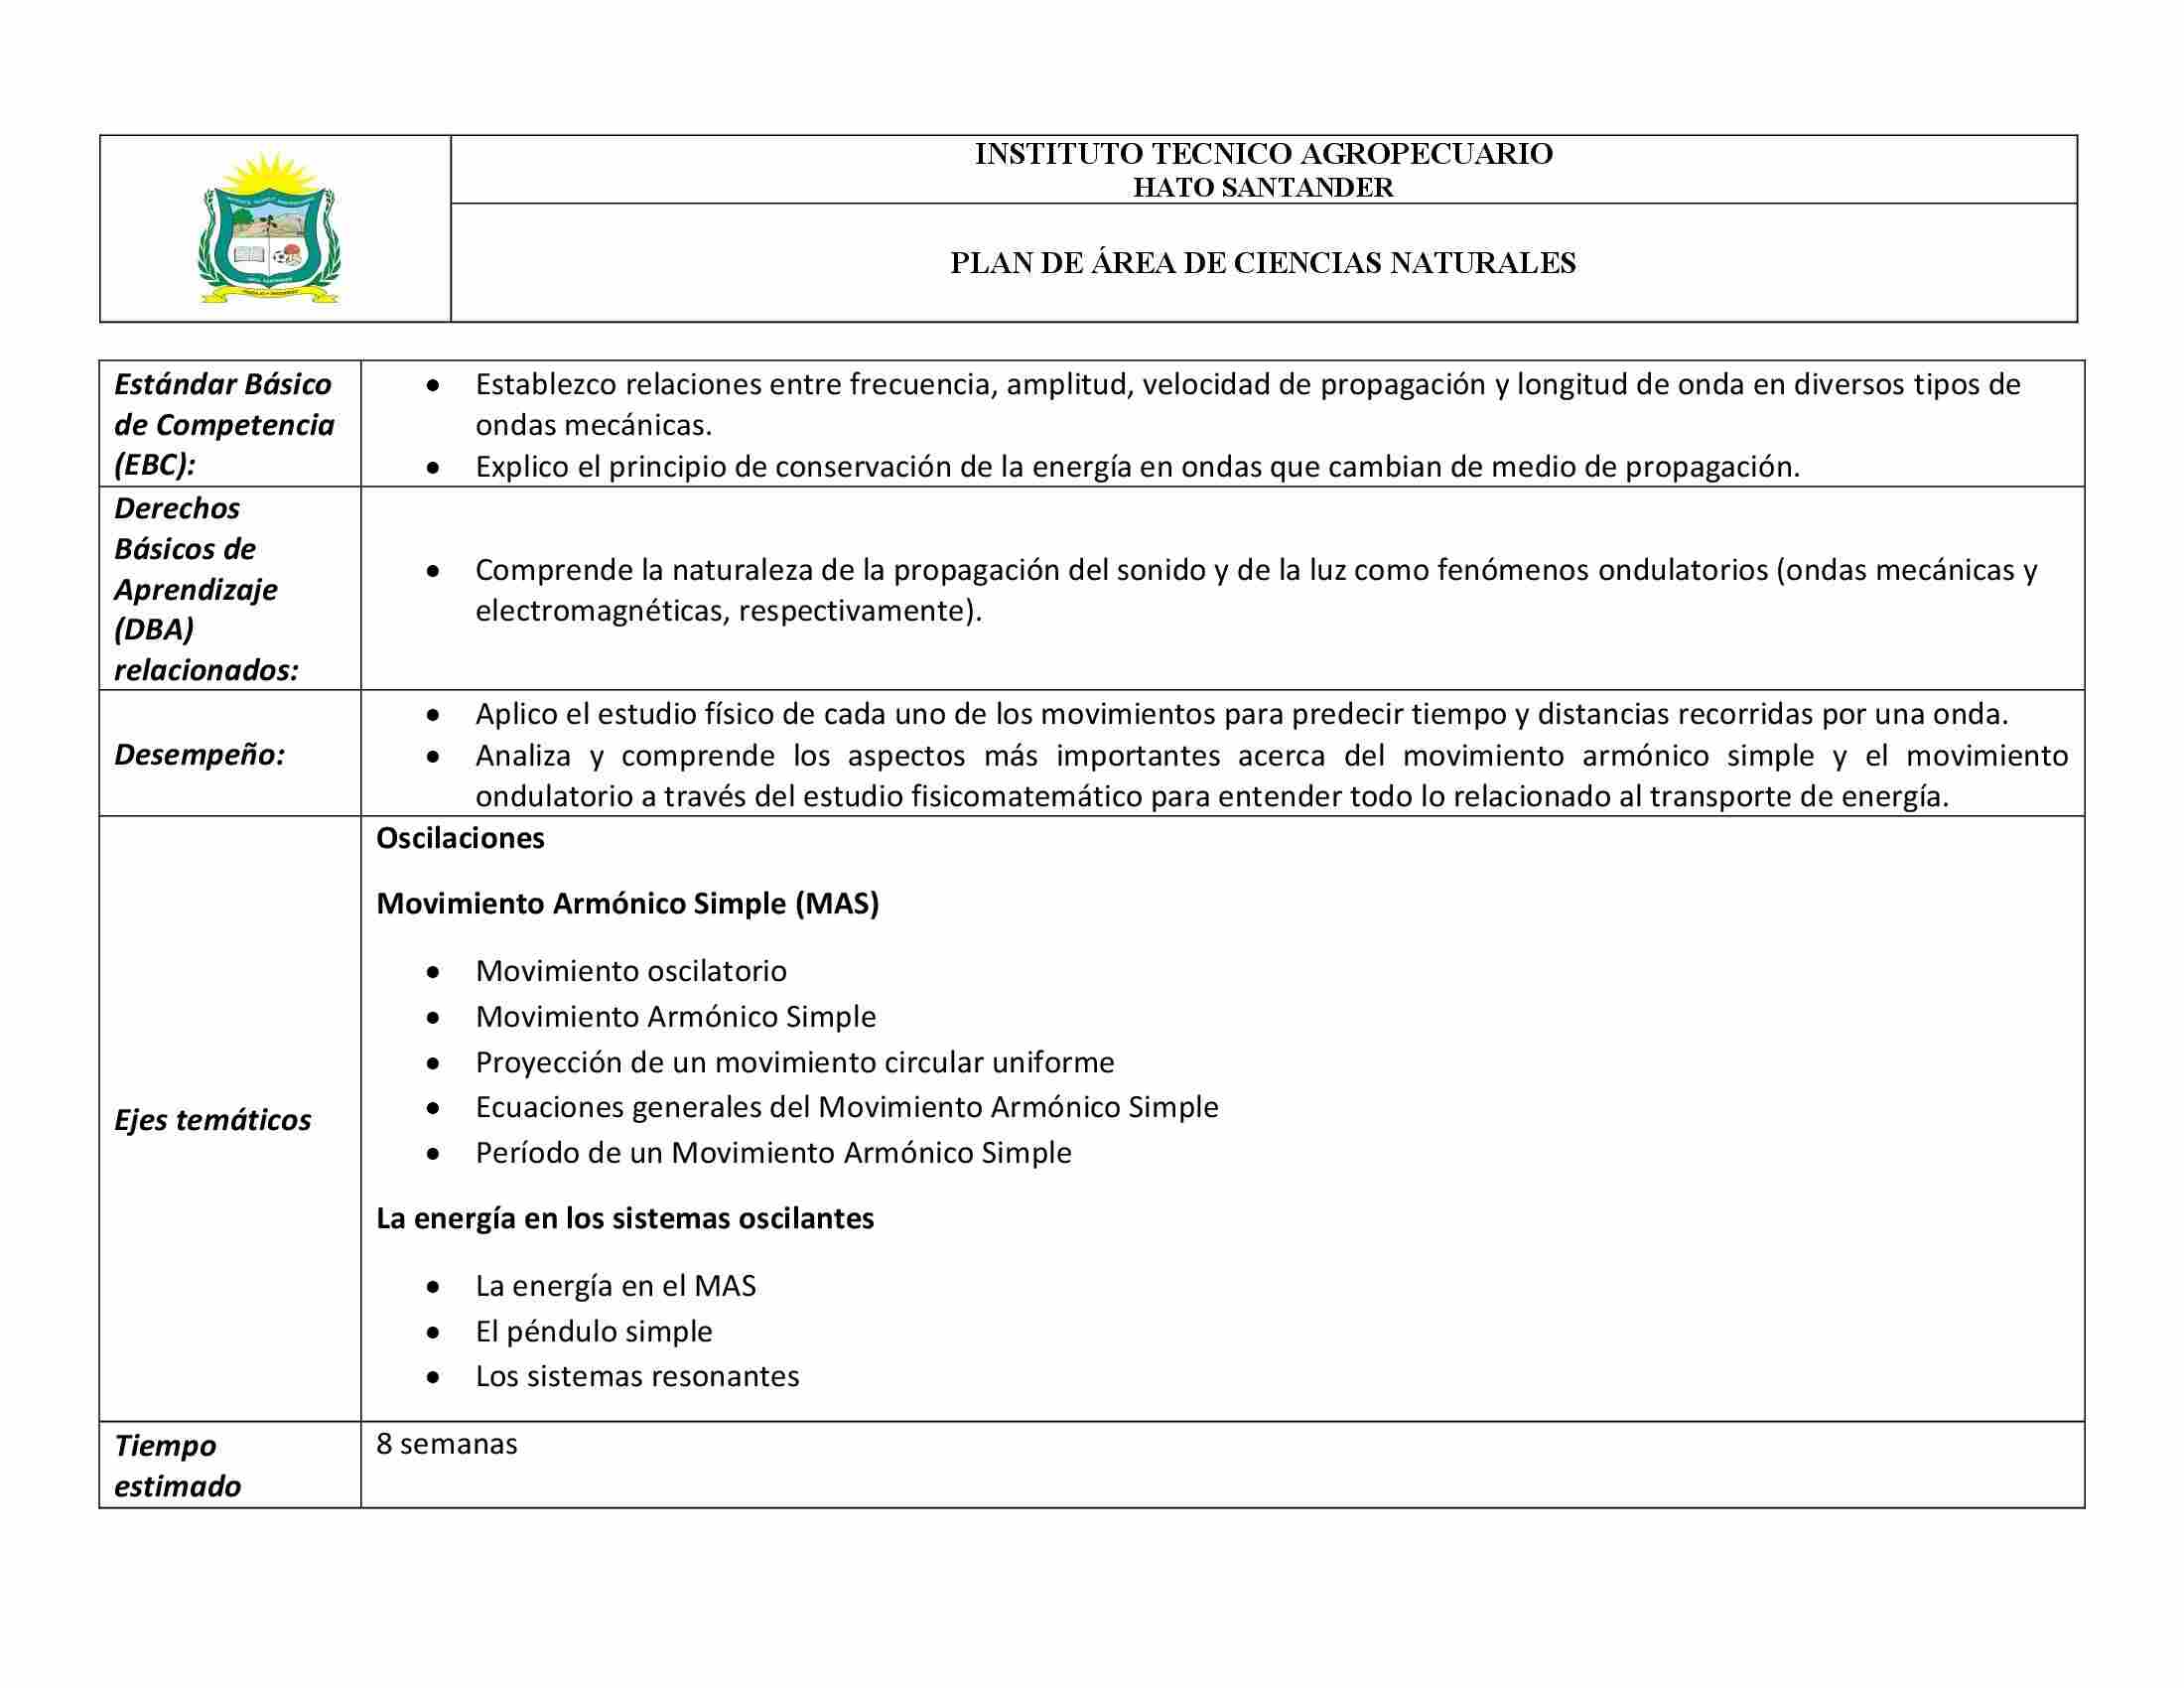 INSTITUTO TECNICO AGROPECUARIO
HATO SANTANDER
PLAN DE ÁREA DE CIENCIAS NATURALES
Estándar Básico
de Competencia
(EBC):
• Establezco relaciones entre frecuencia, amplitud, velocidad de propagación y longitud de onda en diversos tipos de
ondas mecánicas.
• Explico el principio de conservación de la energía en ondas que cambian de medio de propagación.
Derechos
Básicos de
Aprendizaje
(DBA)
relacionados:
• Comprende la naturaleza de la propagación del sonido y de la luz como fenómenos ondulatorios (ondas mecánicas y
electromagnéticas, respectivamente).
Desempeño:
• Aplico el estudio físico de cada uno de los movimientos para predecir tiempo y distancias recorridas por una onda.
• Analiza y comprende los aspectos más importantes acerca del movimiento armónico simple y el movimiento
ondulatorio a través del estudio fisicomatemático para entender todo lo relacionado al transporte de energía.
Ejes temáticos
Oscilaciones
Movimiento Armónico Simple (MAS)
• Movimiento oscilatorio
• Movimiento Armónico Simple
• Proyección de un movimiento circular uniforme
• Ecuaciones generales del Movimiento Armónico Simple
• Período de un Movimiento Armónico Simple
La energía en los sistemas oscilantes
• La energía en el MAS
• El péndulo simple
• Los sistemas resonantes
Tiempo
estimado
8 semanas